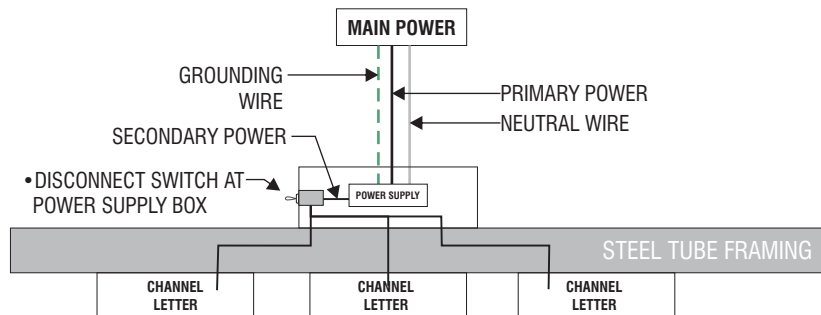 MAIN POWER
GROUNDING
WIRE
PRIMARY POWER
NEUTRAL WIRE
SECONDARY POWER
•DISCONNECT SWITCH AT
POWER SUPPLY BOX
POWER SUPPLY
STEEL TUBE FRAMING
CHANNEL
LETTER
CHANNEL
LETTER
CHANNEL
LETTER